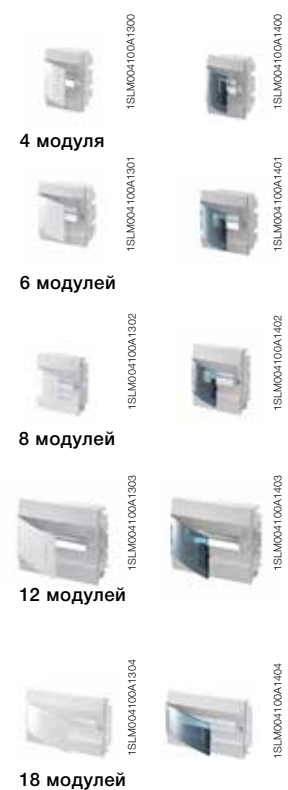 1SLM004100A1300
1SLM004100A1400
4 модуля
1SLM004100A1301
1SLM004100A1401
6 модулей
1SLM004100A1302
1SLM004100A1402
8 модулей
1SLM004100A1303
1SLM004100A1403
12 модулей
1SLM004100A1304
1SLM004100A1404
18 модулей